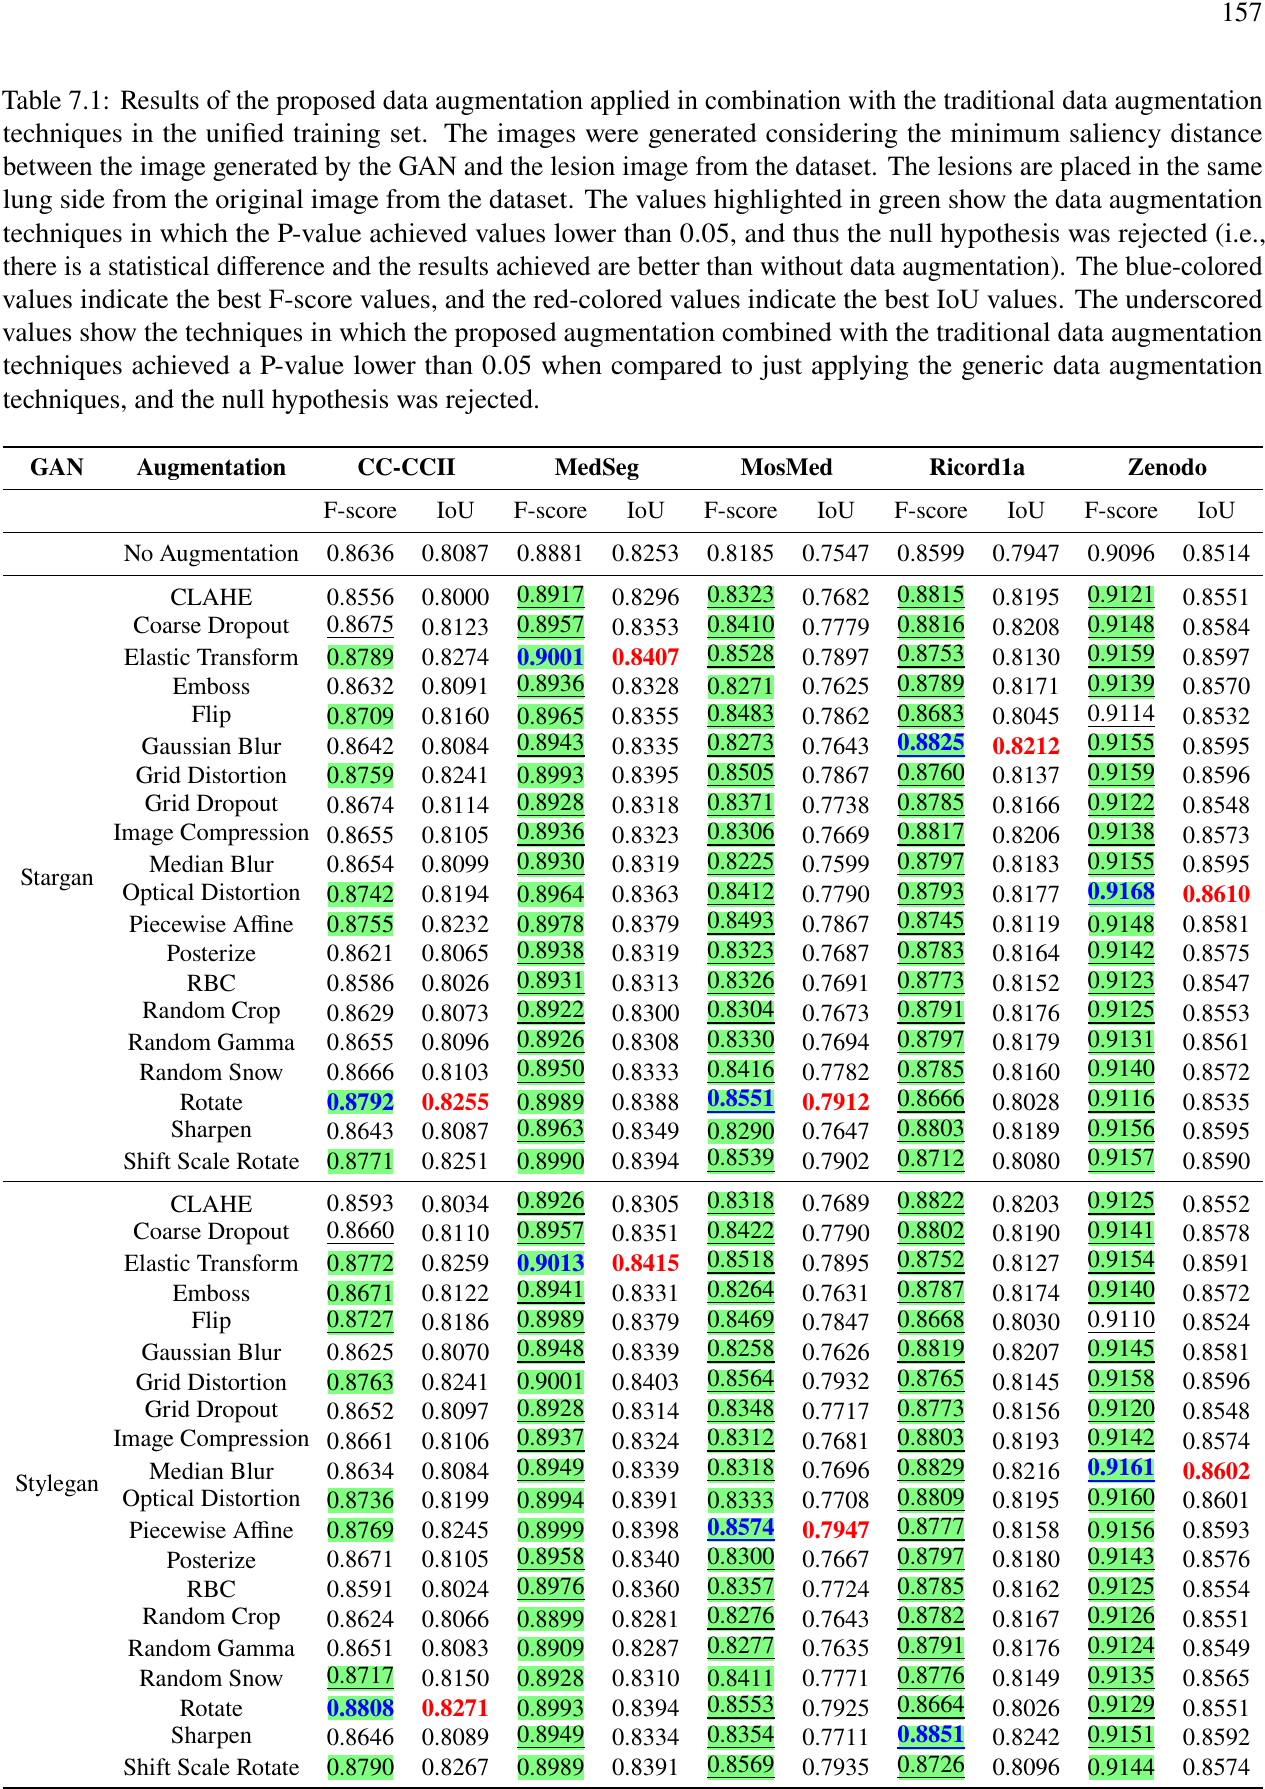 157
Table 7.1: Results of the proposed data augmentation applied in combination with the traditional data augmentation
techniques in the unified training set. The images were generated considering the minimum saliency distance
between the image generated by the GAN and the lesion image from the dataset. The lesions are placed in the same
lung side from the original image from the dataset. The values highlighted in green show the data augmentation
techniques in which the P-value achieved values lower than 0.05, and thus the null hypothesis was rejected (i.e.,
there is a statistical difference and the results achieved are better than without data augmentation). The blue-colored
values indicate the best F-score values, and the red-colored values indicate the best IoU values. The underscored
values show the techniques in which the proposed augmentation combined with the traditional data augmentation
techniques achieved a P-value lower than 0.05 when compared to just applying the generic data augmentation
techniques, and the null hypothesis was rejected.
GAN Augmentation CC-CCII MedSeg MosMed Ricord1a Zenodo
F-score IoU F-score IoU F-score IoU F-score IoU F-score IoU
No Augmentation 0.8636 0.8087 0.8881 0.8253 0.8185 0.7547 0.8599 0.7947 0.9096 0.8514
CLAHE 0.8556 0.8000 0.8917 0.8296 0.8323 0.7682 0.8815 0.8195 0.9121 0.8551
Coarse Dropout 0.8675 0.8123 0.8957 0.8353 0.8410 0.7779 0.8816 0.8208 0.9148 0.8584
Elastic Transform 0.8789 0.8274 0.9001 0.8407 0.8528 0.7897 0.8753 0.8130 0.9159 0.8597
Emboss 0.8632 0.8091 0.8936 0.8328 0.8271 0.7625 0.8789 0.8171 0.9139 0.8570
Flip 0.8709 0.8160 0.8965 0.8355 0.8483 0.7862 0.8683 0.8045 0.9114 0.8532
Gaussian Blur 0.8642 0.8084 0.8943 0.8335 0.8273 0.7643 0.8825 0.8212 0.9155 0.8595
Grid Distortion 0.8759 0.8241 0.8993 0.8395 0.8505 0.7867 0.8760 0.8137 0.9159 0.8596
Grid Dropout 0.8674 0.8114 0.8928 0.8318 0.8371 0.7738 0.8785 0.8166 0.9122 0.8548
Image Compression 0.8655 0.8105 0.8936 0.8323 0.8306 0.7669 0.8817 0.8206 0.9138 0.8573
Median Blur 0.8654 0.8099 0.8930 0.8319 0.8225 0.7599 0.8797 0.8183 0.9155 0.8595
Stargan
Optical Distortion 0.8742 0.8194 0.8964 0.8363 0.8412 0.7790 0.8793 0.8177 0.9168 0.8610
Piecewise Affine 0.8755 0.8232 0.8978 0.8379 0.8493 0.7867 0.8745 0.8119 0.9148 0.8581
Posterize 0.8621 0.8065 0.8938 0.8319 0.8323 0.7687 0.8783 0.8164 0.9142 0.8575
RBC 0.8586 0.8026 0.8931 0.8313 0.8326 0.7691 0.8773 0.8152 0.9123 0.8547
Random Crop 0.8629 0.8073 0.8922 0.8300 0.8304 0.7673 0.8791 0.8176 0.9125 0.8553
Random Gamma 0.8655 0.8096 0.8926 0.8308 0.8330 0.7694 0.8797 0.8179 0.9131 0.8561
Random Snow 0.8666 0.8103 0.8950 0.8333 0.8416 0.7782 0.8785 0.8160 0.9140 0.8572
Rotate 0.8792 0.8255 0.8989 0.8388 0.8551 0.7912 0.8666 0.8028 0.9116 0.8535
Sharpen 0.8643 0.8087 0.8963 0.8349 0.8290 0.7647 0.8803 0.8189 0.9156 0.8595
Shift Scale Rotate 0.8771 0.8251 0.8990 0.8394 0.8539 0.7902 0.8712 0.8080 0.9157 0.8590
CLAHE 0.8593 0.8034 0.8926 0.8305 0.8318 0.7689 0.8822 0.8203 0.9125 0.8552
Coarse Dropout 0.8660 0.8110 0.8957 0.8351 0.8422 0.7790 0.8802 0.8190 0.9141 0.8578
Elastic Transform 0.8772 0.8259 0.9013 0.8415 0.8518 0.7895 0.8752 0.8127 0.9154 0.8591
Emboss 0.8671 0.8122 0.8941 0.8331 0.8264 0.7631 0.8787 0.8174 0.9140 0.8572
Flip 0.8727 0.8186 0.8989 0.8379 0.8469 0.7847 0.8668 0.8030 0.9110 0.8524
Gaussian Blur 0.8625 0.8070 0.8948 0.8339 0.8258 0.7626 0.8819 0.8207 0.9145 0.8581
Grid Distortion 0.8763 0.8241 0.9001 0.8403 0.8564 0.7932 0.8765 0.8145 0.9158 0.8596
Grid Dropout 0.8652 0.8097 0.8928 0.8314 0.8348 0.7717 0.8773 0.8156 0.9120 0.8548
Image Compression 0.8661 0.8106 0.8937 0.8324 0.8312 0.7681 0.8803 0.8193 0.9142 0.8574
Median Blur 0.8634 0.8084 0.8949 0.8339 0.8318 0.7696 0.8829 0.8216 0.9161 0.8602
Stylegan
Optical Distortion 0.8736 0.8199 0.8994 0.8391 0.8333 0.7708 0.8809 0.8195 0.9160 0.8601
Piecewise Affine 0.8769 0.8245 0.8999 0.8398 0.8574 0.7947 0.8777 0.8158 0.9156 0.8593
Posterize 0.8671 0.8105 0.8958 0.8340 0.8300 0.7667 0.8797 0.8180 0.9143 0.8576
RBC 0.8591 0.8024 0.8976 0.8360 0.8357 0.7724 0.8785 0.8162 0.9125 0.8554
Random Crop 0.8624 0.8066 0.8899 0.8281 0.8276 0.7643 0.8782 0.8167 0.9126 0.8551
Random Gamma 0.8651 0.8083 0.8909 0.8287 0.8277 0.7635 0.8791 0.8176 0.9124 0.8549
Random Snow 0.8717 0.8150 0.8928 0.8310 0.8411 0.7771 0.8776 0.8149 0.9135 0.8565
Rotate 0.8808 0.8271 0.8993 0.8394 0.8553 0.7925 0.8664 0.8026 0.9129 0.8551
Sharpen 0.8646 0.8089 0.8949 0.8334 0.8354 0.7711 0.8851 0.8242 0.9151 0.8592
Shift Scale Rotate 0.8790 0.8267 0.8989 0.8391 0.8569 0.7935 0.8726 0.8096 0.9144 0.8574